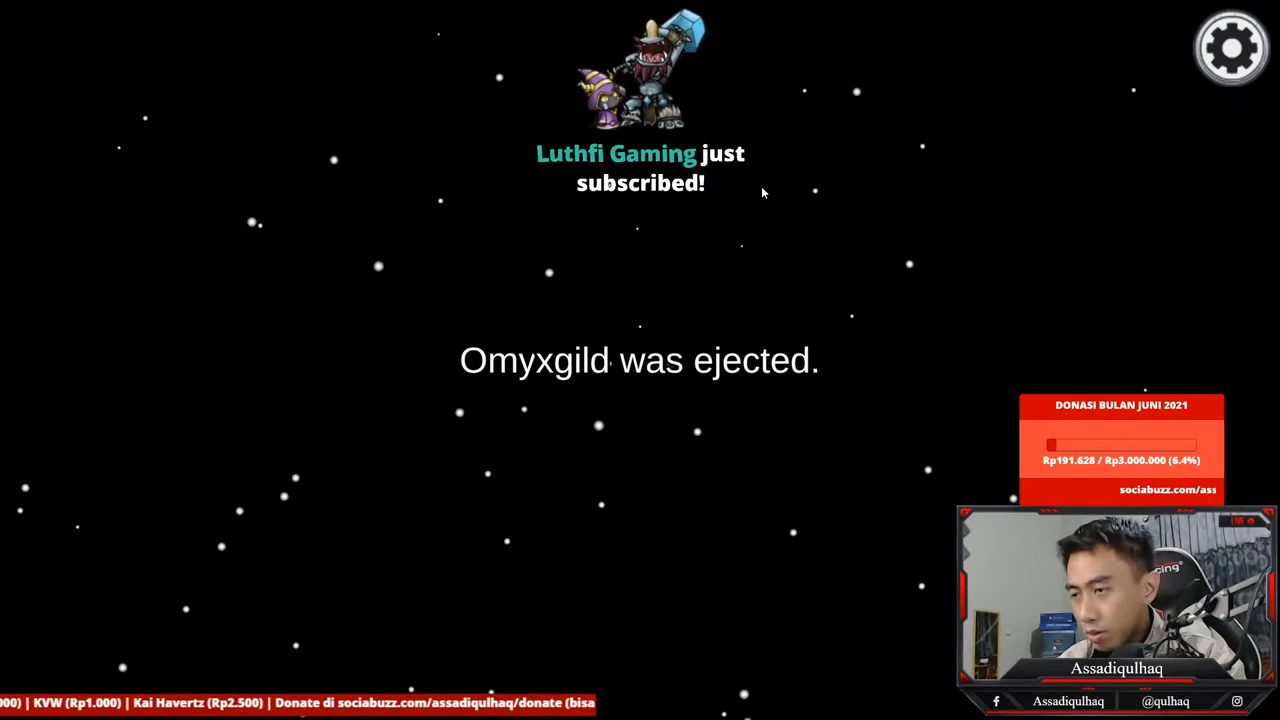 Luthfi Gaming just
subscribed!
Omyxgild was ejected.
DONASI BULAN JUNI 2021
Rp191.628 / Rp3.000.000 (6.4%)
sociabuzz.com/ass
LIVE
cing
Assadiqulhaq
Assadiqulhaq @qulhaq
000) | KVW (Rp1.000) | Kai Havertz (Rp2.500) | Donate di sociabuzz.com/assadiqulhaq/donate (bisa